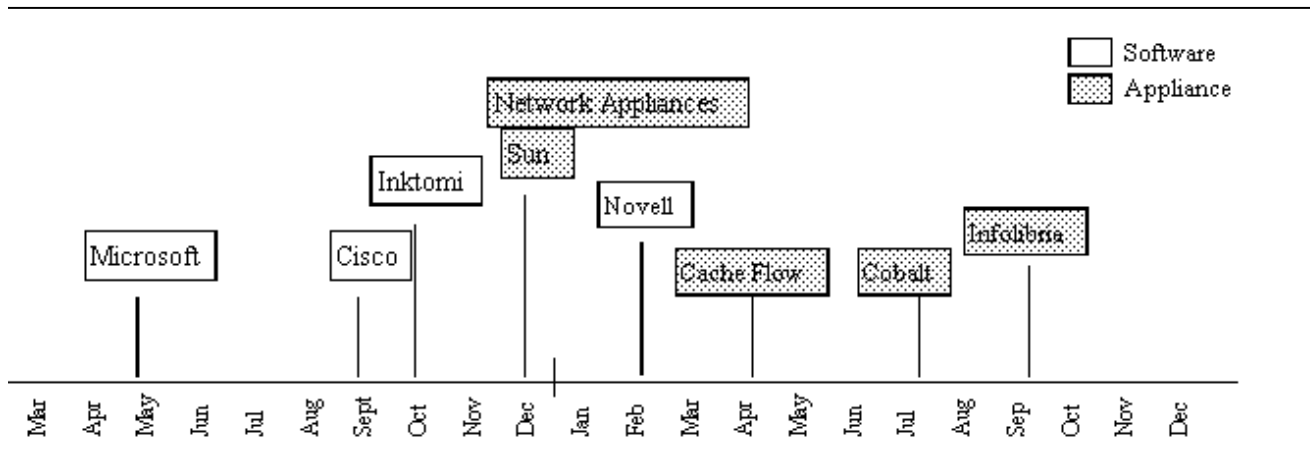 Software
Appliance
Network Appliances
Sun
Inktomi
Novell
Infolibria
Microsoft
Cisco
Cache Flow
Cobalt
Mar Apr May Jun Jul Aug Sept Oct Nov Dec Jan Feb Mar Apr May Jun Jul Aug Sep Oct Nov Dec